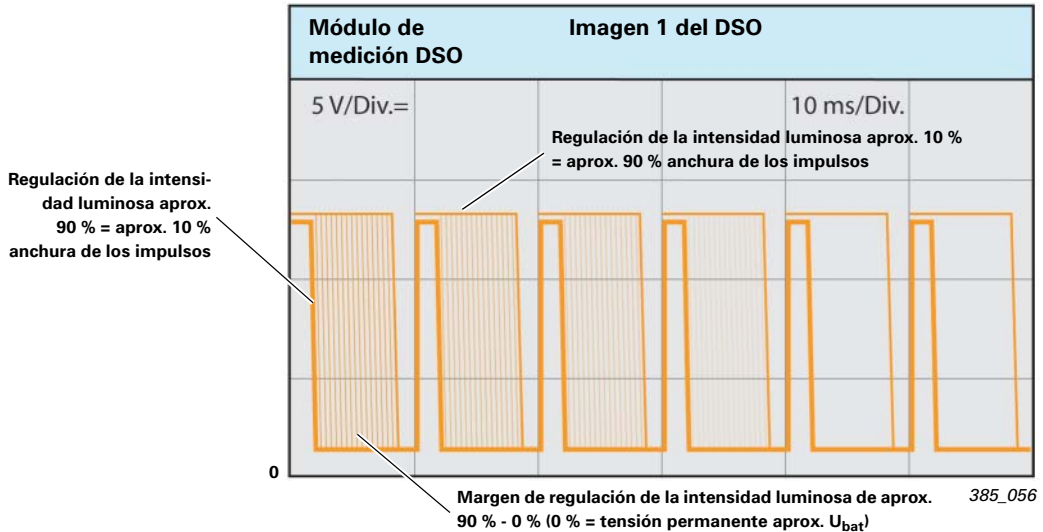 Módulo de
medición DSO
Imagen 1 del DSO
5 V/Div.=
10 ms/Div.
Regulación de la intensidad luminosa aprox. 10 %
= aprox. 90 % anchura de los impulsos
Regulación de la intensi-
dad luminosa aprox.
90 % = aprox. 10 %
anchura de los impulsos
0
Margen de regulación de la intensidad luminosa de aprox.
90 % - 0 % (0 % = tensión permanente aprox. Ubat)
385_056